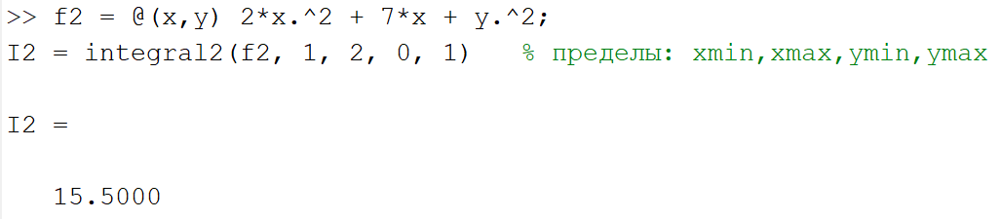 >> f2 = @(x,y) 2*x.^2 + 7*x + y.^2;
I2 = integral2(f2, 1, 2, 0, 1)   % пределы: xmin,xmax,ymin,ymax
I2 =
15.5000